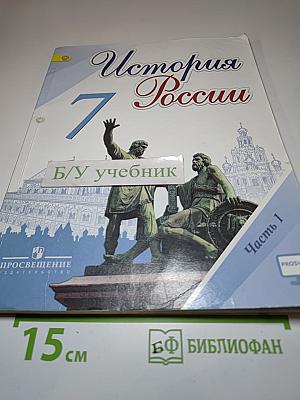 История
России
7
Б/У учебник
Часть 1
ПРОСВЕЩЕНИЕ
ИЗДАТЕЛЬСТВО
15 см
БФ БИБЛИОФАН